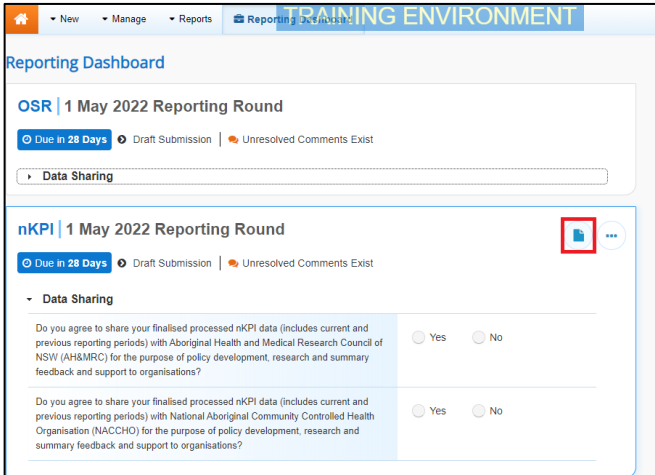 New Manage Reports Reporting Dashboard
TRAINING ENVIRONMENT
Reporting Dashboard
OSR | 1 May 2022 Reporting Round
Due in 28 Days Draft Submission | Unresolved Comments Exist
Data Sharing
nKPI | 1 May 2022 Reporting Round
Due in 28 Days Draft Submission | Unresolved Comments Exist
Data Sharing
Do you agree to share your finalised processed nKPI data (includes current and
previous reporting periods) with Aboriginal Health and Medical Research Council of
NSW (AH&MRC) for the purpose of policy development, research and summary
feedback and support to organisations?
Yes No
Do you agree to share your finalised processed nKPI data (includes current and
previous reporting periods) with National Aboriginal Community Controlled Health
Organisation (NACCHO) for the purpose of policy development, research and
summary feedback and support to organisations?
Yes No